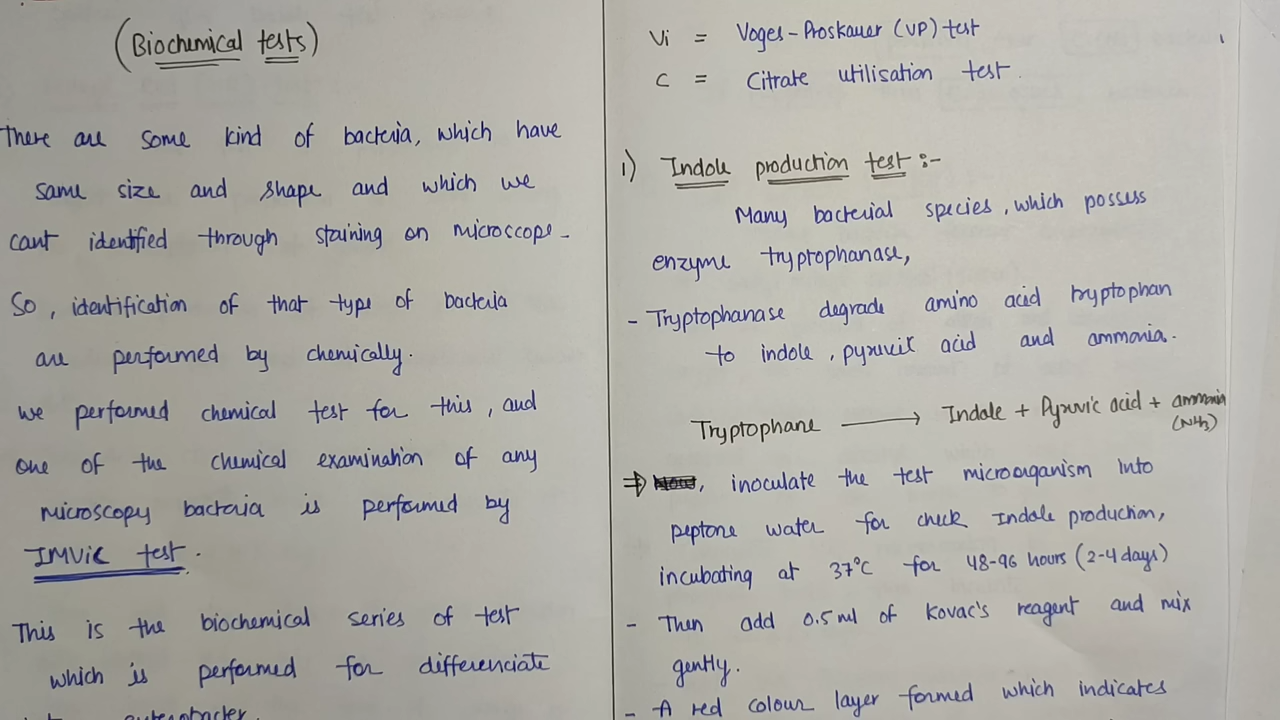 (Biochemical tests)
There are some kind of bacteria, which have
same size and shape and which we
cant identified through staining on microscope.
So, identification of that type of bacteria
are performed by chemically.
we performed chemical test for this, and
one of the chemical examination of any
microscopy bacteria is performed by
IMViC test.
This is the biochemical series of test
which is performed for differenciate
enterobacter.
Vi = Voges-Proskauer (VP) test
C = Citrate utilisation test.
1) Indole production test :-
Many bacterial species, which possess
enzyme tryptophanase,
- Tryptophanase degrade amino acid tryptophan
to indole, pyruvic acid and ammonia.
Tryptophane → Indole + Pyruvic acid + ammonia
(NH3)
⇒ , inoculate the test microorganism into
peptone water for check Indole production,
incubating at 37°C for 48-96 hours (2-4 days)
- Then add 0.5 ml of Kovac's reagent and mix
gently.
- A red colour layer formed which indicates